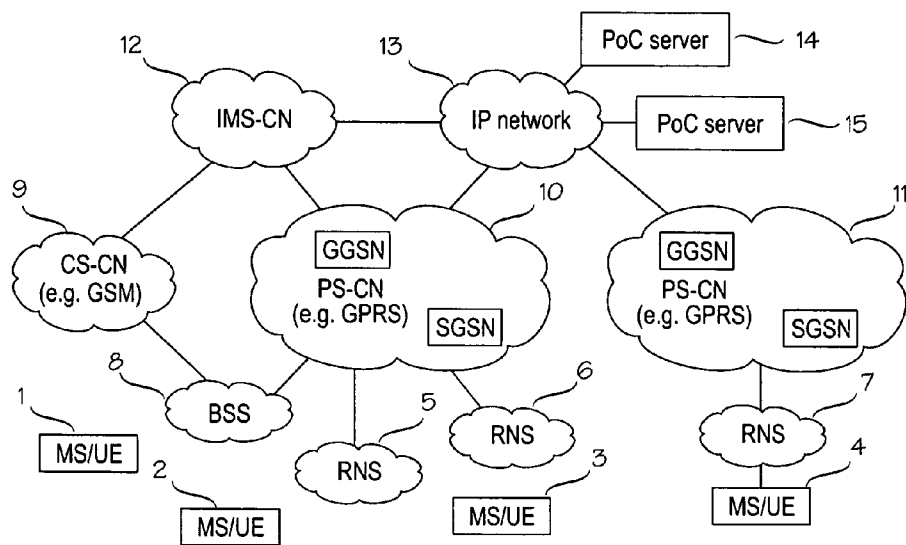 12
13
PoC server
14
IMS-CN
IP network
PoC server
15
9
10
11
CS-CN
(e.g. GSM)
GGSN
PS-CN
(e.g. GPRS)
SGSN
GGSN
PS-CN
(e.g. GPRS)
SGSN
8
BSS
6
RNS
7
RNS
5
RNS
1
MS/UE
2
MS/UE
3
MS/UE
4
MS/UE